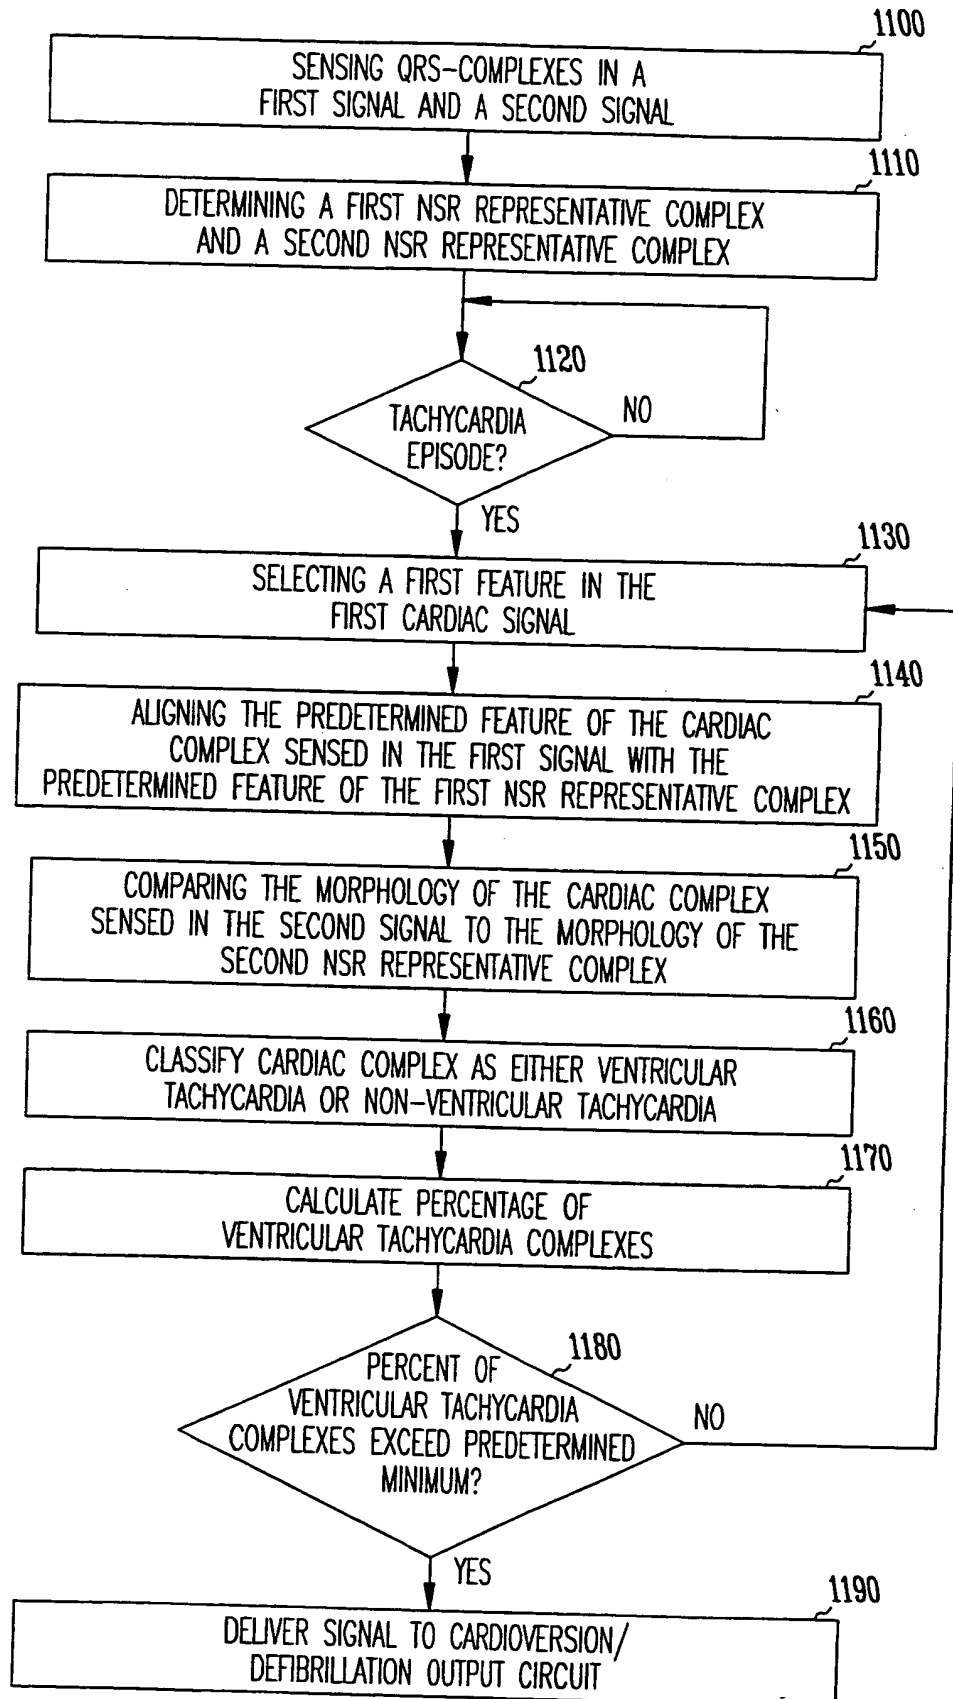 1100
SENSING QRS-COMPLEXES IN A
FIRST SIGNAL AND A SECOND SIGNAL
1110
DETERMINING A FIRST NSR REPRESENTATIVE COMPLEX
AND A SECOND NSR REPRESENTATIVE COMPLEX
1120
TACHYCARDIA
EPISODE?
NO
YES
1130
SELECTING A FIRST FEATURE IN THE
FIRST CARDIAC SIGNAL
1140
ALIGNING THE PREDETERMINED FEATURE OF THE CARDIAC
COMPLEX SENSED IN THE FIRST SIGNAL WITH THE
PREDETERMINED FEATURE OF THE FIRST NSR REPRESENTATIVE COMPLEX
1150
COMPARING THE MORPHOLOGY OF THE CARDIAC COMPLEX
SENSED IN THE SECOND SIGNAL TO THE MORPHOLOGY OF THE
SECOND NSR REPRESENTATIVE COMPLEX
1160
CLASSIFY CARDIAC COMPLEX AS EITHER VENTRICULAR
TACHYCARDIA OR NON-VENTRICULAR TACHYCARDIA
1170
CALCULATE PERCENTAGE OF
VENTRICULAR TACHYCARDIA COMPLEXES
1180
PERCENT OF
VENTRICULAR TACHYCARDIA
COMPLEXES EXCEED PREDETERMINED
MINIMUM?
NO
YES
1190
DELIVER SIGNAL TO CARDIOVERSION/
DEFIBRILLATION OUTPUT CIRCUIT